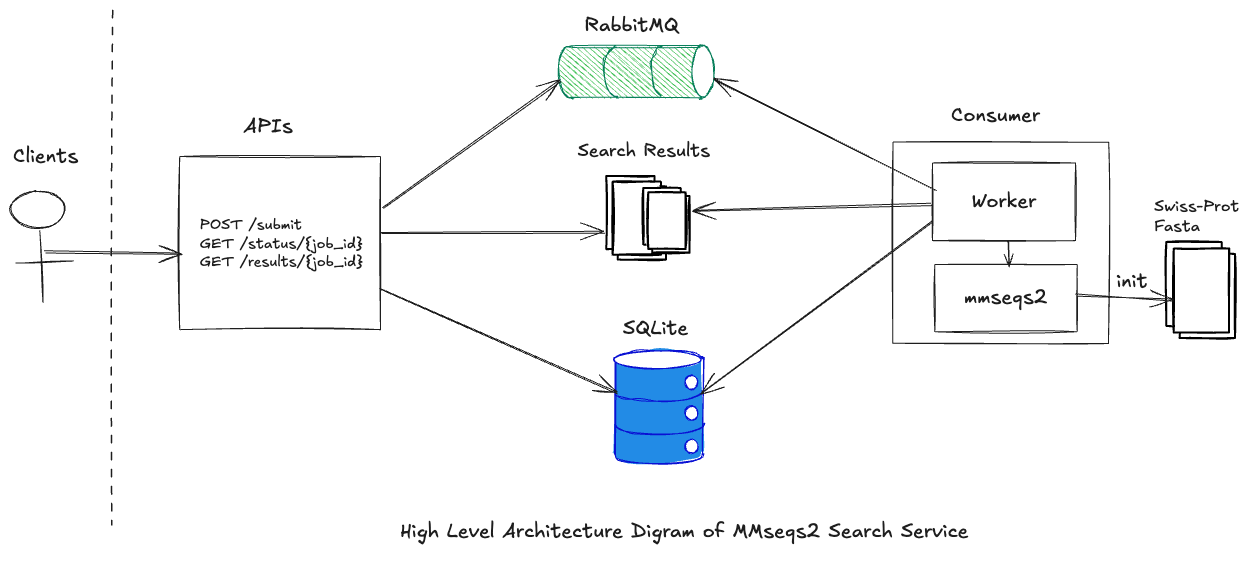 RabbitMQ
APIs
Consumer
Clients
Search Results
POST /submit
GET /status/{job_id}
GET /results/{job_id}
Worker
Swiss-Prot
Fasta
mmseqs2
init
SQLite
High Level Architecture Digram of MMseqs2 Search Service